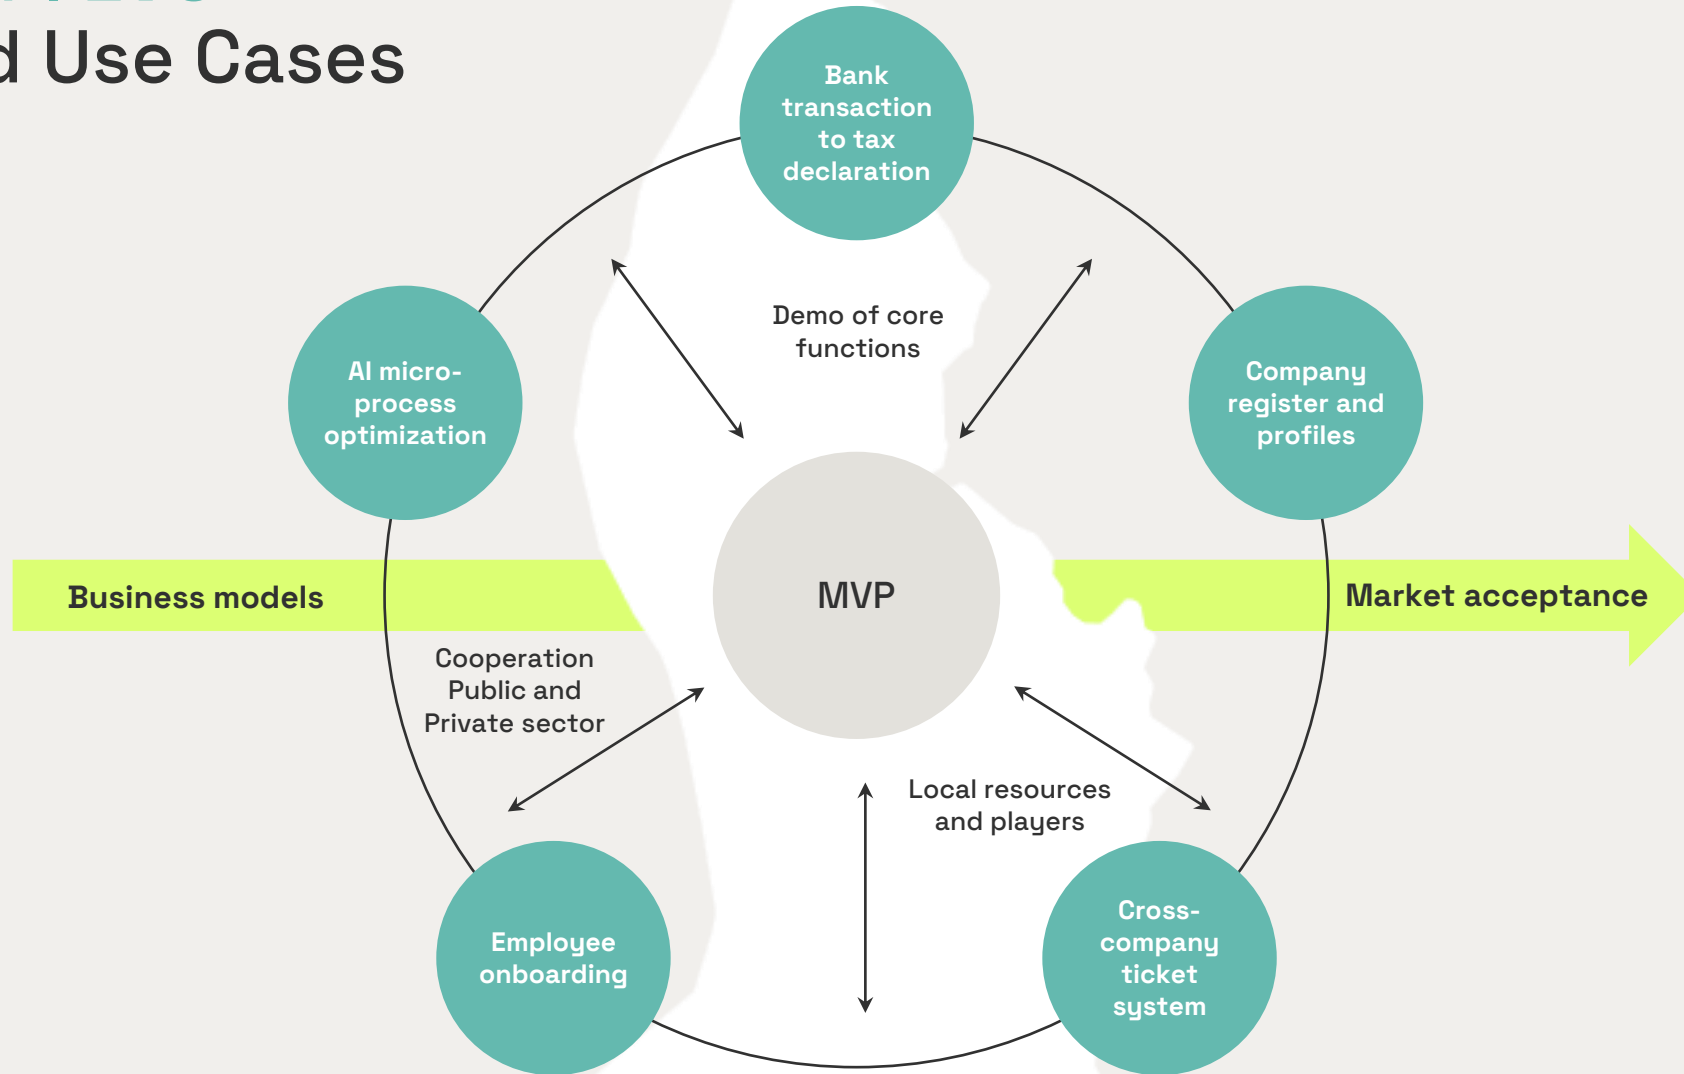 d Use Cases
Bank
transaction
to tax
declaration
Demo of core
functions
AI micro-
process
optimization
Company
register and
profiles
Business models
MVP
Market acceptance
Cooperation
Public and
Private sector
Local resources
and players
Employee
onboarding
Cross-
company
ticket
system